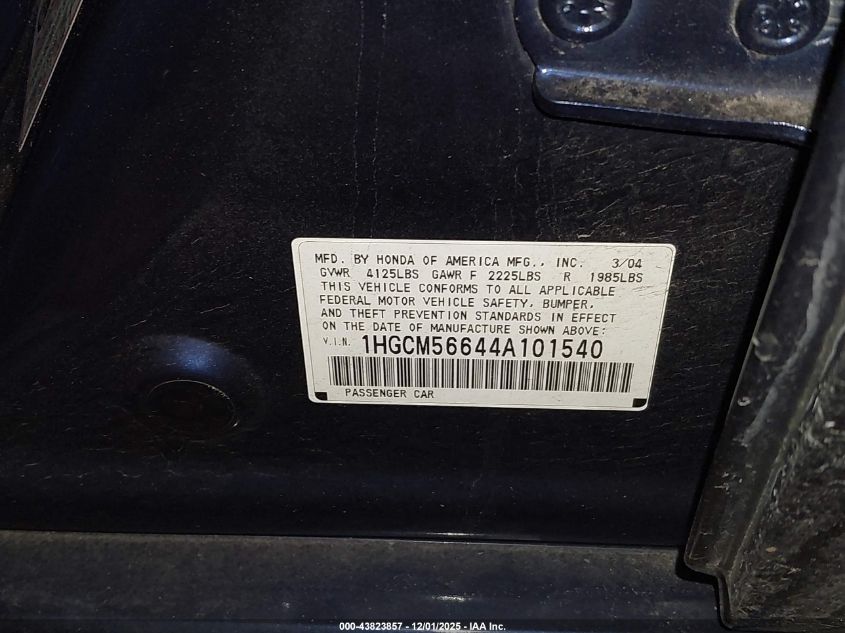 MFD. BY HONDA OF AMERICA MFG., INC. 3/04
GVWR 4125LBS GAWR F 2225LBS R 1985LBS
THIS VEHICLE CONFORMS TO ALL APPLICABLE
FEDERAL MOTOR VEHICLE SAFETY, BUMPER,
AND THEFT PREVENTION STANDARDS IN EFFECT
ON THE DATE OF MANUFACTURE SHOWN ABOVE:
V.I.N. 1HGCM56644A101540
PASSENGER CAR
000-43823857 - 12/01/2025 - IAA Inc.